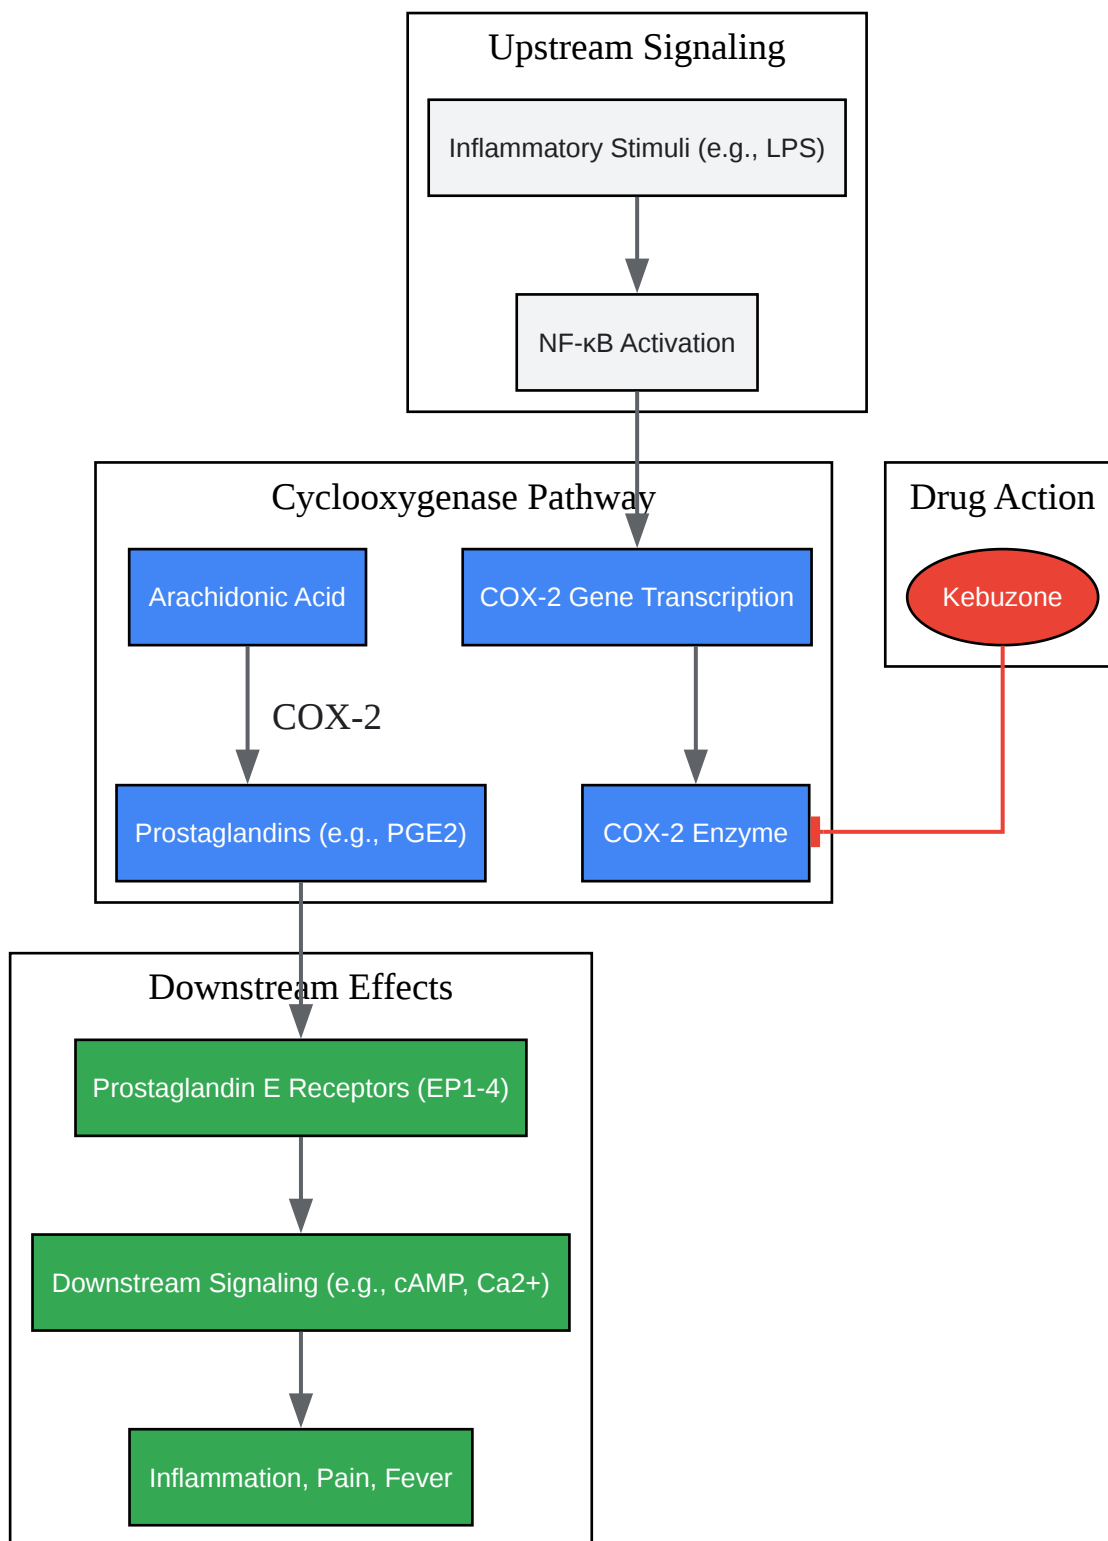 Upstream Signaling
Inflammatory Stimuli (e.g., LPS)
NF-κB Activation
Cyclooxygenase Pathway
Drug Action
Arachidonic Acid
COX-2 Gene Transcription
Kebuzone
COX-2
Prostaglandins (e.g., PGE2)
COX-2 Enzyme
Downstream Effects
Prostaglandin E Receptors (EP1-4)
Downstream Signaling (e.g., cAMP, Ca2+)
Inflammation, Pain, Fever